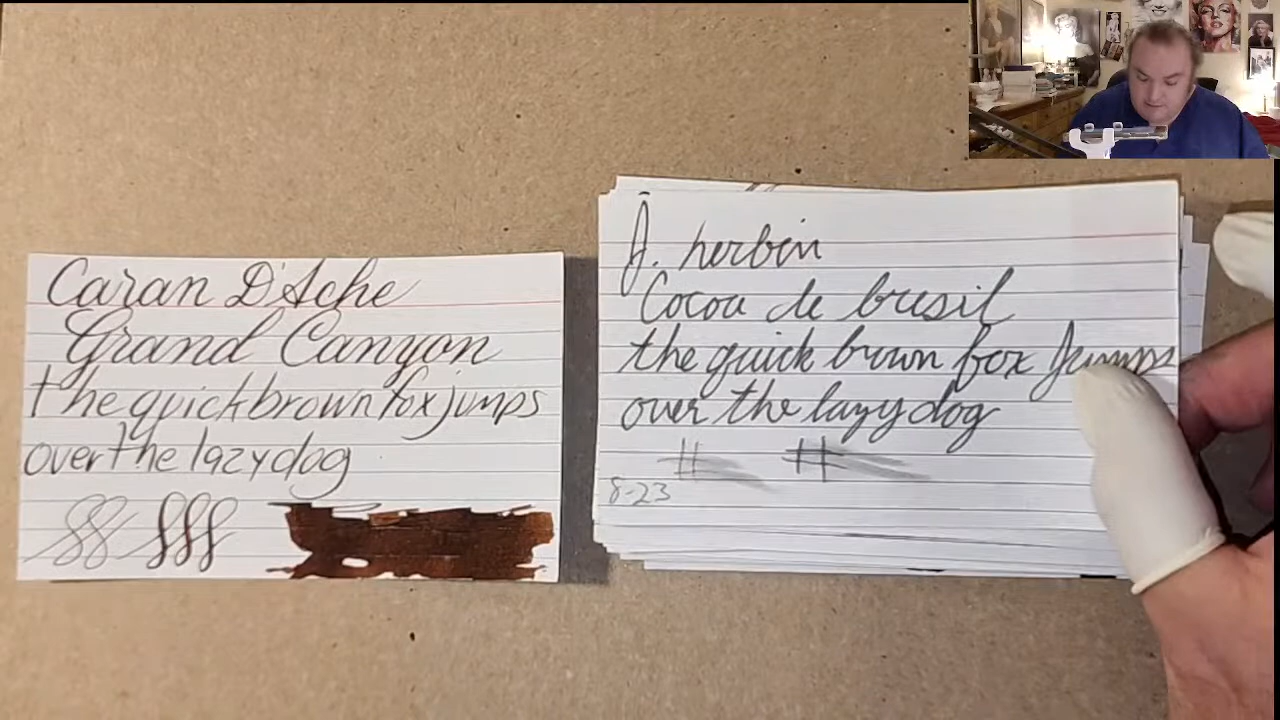 Caran D'Ache
Grand Canyon
the quick brown fox jumps
over the lazy dog
J. herbin
Cocoa de bresil
the quick brown fox Jumps
over the lazy dog
8-23